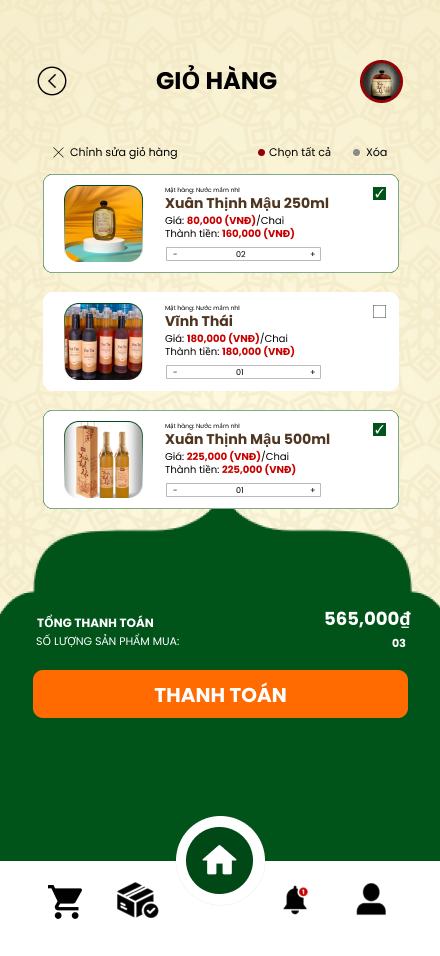 GIỎ HÀNG
Chỉnh sửa giỏ hàng
Chọn tất cả
Xóa
Mặt hàng: Nước mắm nhỉ
Xuân Thịnh Mậu 250ml
Giá: 80,000 (VNĐ)/Chai
Thành tiền: 160,000 (VNĐ)
- 02 +
Mặt hàng: Nước mắm nhỉ
Vĩnh Thái
Giá: 180,000 (VNĐ)/Chai
Thành tiền: 180,000 (VNĐ)
- 01 +
Mặt hàng: Nước mắm nhỉ
Xuân Thịnh Mậu 500ml
Giá: 225,000 (VNĐ)/Chai
Thành tiền: 225,000 (VNĐ)
- 01 +
TỔNG THANH TOÁN 565,000₫
SỐ LƯỢNG SẢN PHẨM MUA: 03
THANH TOÁN
1